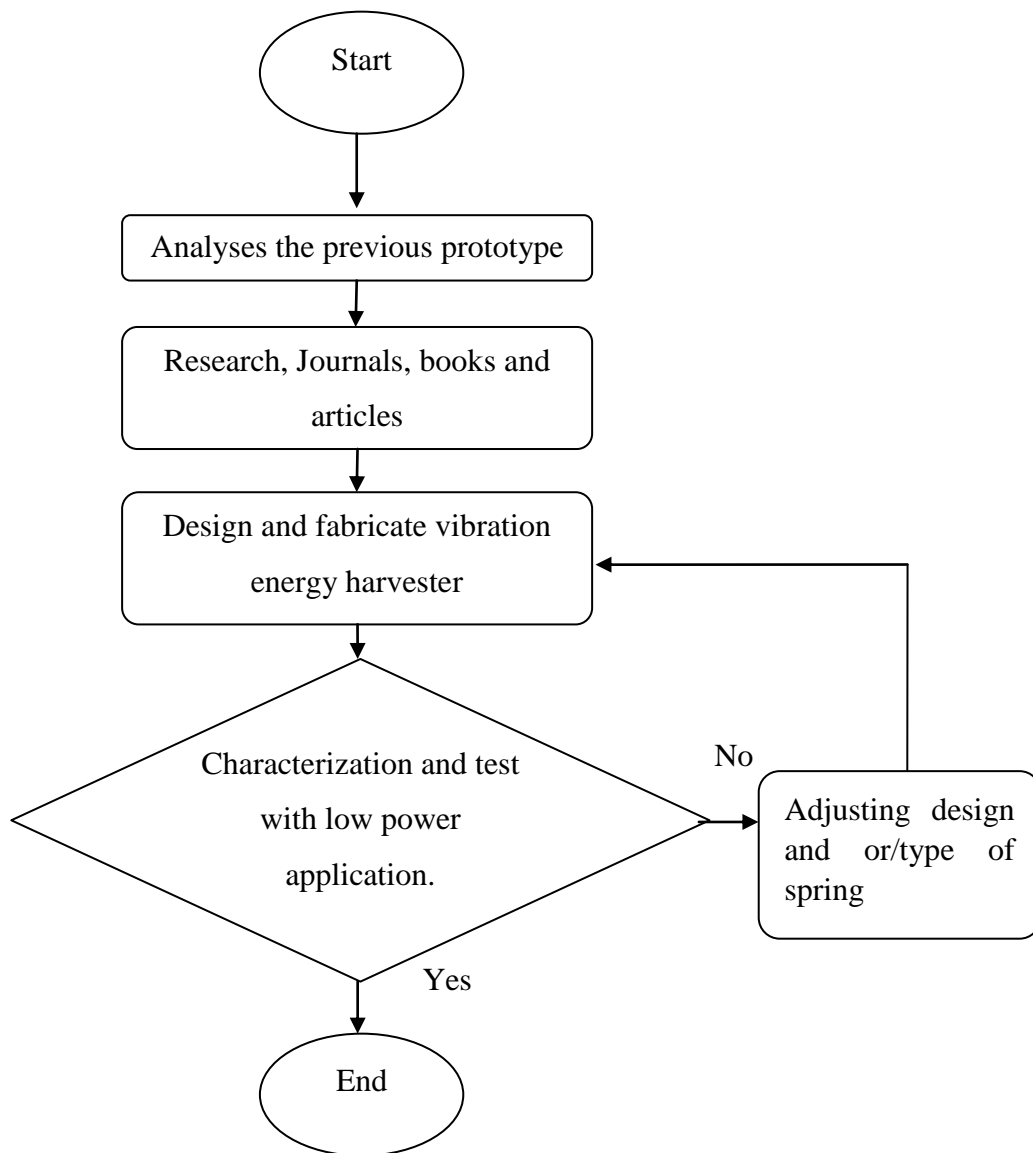 Start
Analyses the previous prototype
Research, Journals, books and
articles
Design and fabricate vibration
energy harvester
Characterization and test
with low power
application.
No
Adjusting design
and or/type of
spring
Yes
End